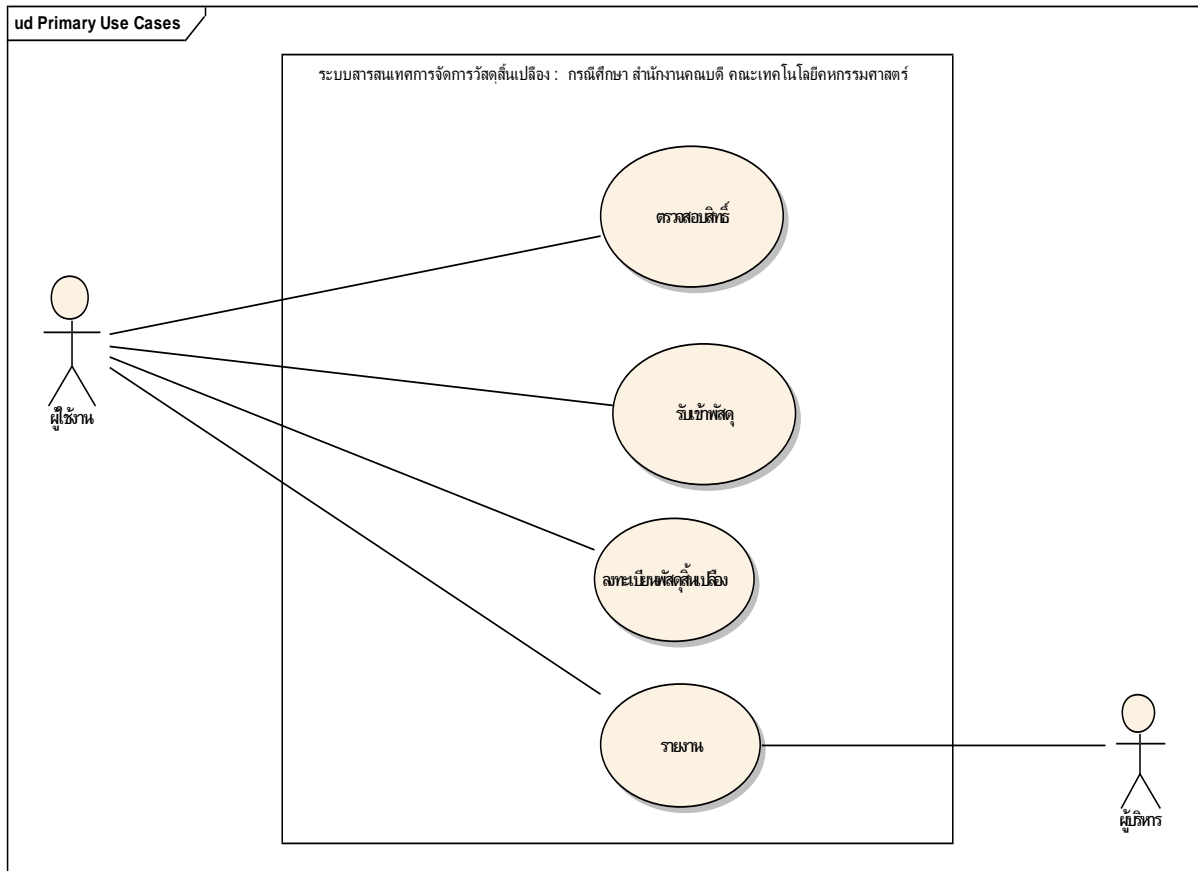 ud Primary Use Cases
ระบบสารสนเทศการจัดการวัสดุสิ้นเปลือง : กรณีศึกษา สำนักงานคณบดี คณะเทคโนโลยีคหกรรมศาสตร์
ตรวจสอบสิทธิ์
รับเข้าพัสดุ
ลงทะเบียนพัสดุสิ้นเปลือง
รายงาน
ผู้ใช้งาน
ผู้บริหาร